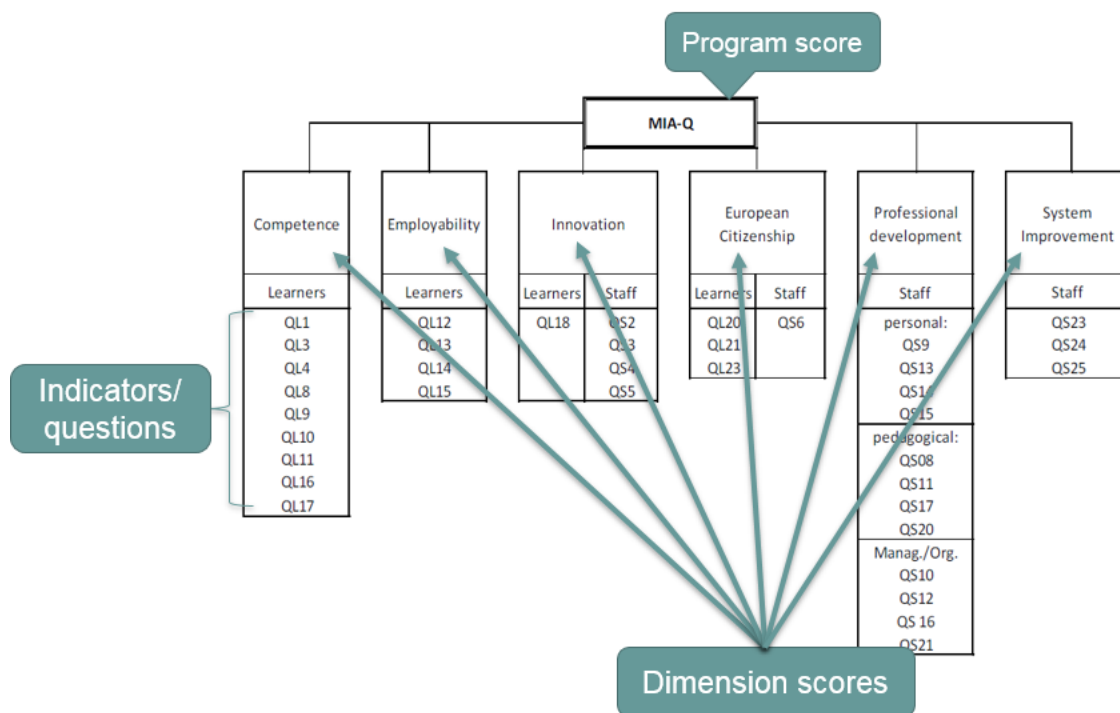 Program score
MIA-Q
Competence
Employability
Innovation
European
Citizenship
Professional
development
System
Improvement
Learners
Learners
Learners
Staff
Learners
Staff
Staff
Staff
QL1
QL3
QL4
QL8
QL9
QL10
QL11
QL16
QL17
QL12
QL13
QL14
QL15
QL18
QS2
QS3
QS4
QS5
QL20
QL21
QL23
QS6
personal:
QS9
QS13
QS14
QS15
pedagogical:
QS08
QS11
QS17
QS20
Manag./Org.
QS10
QS12
QS 16
QS21
QS23
QS24
QS25
Indicators/
questions
Dimension scores